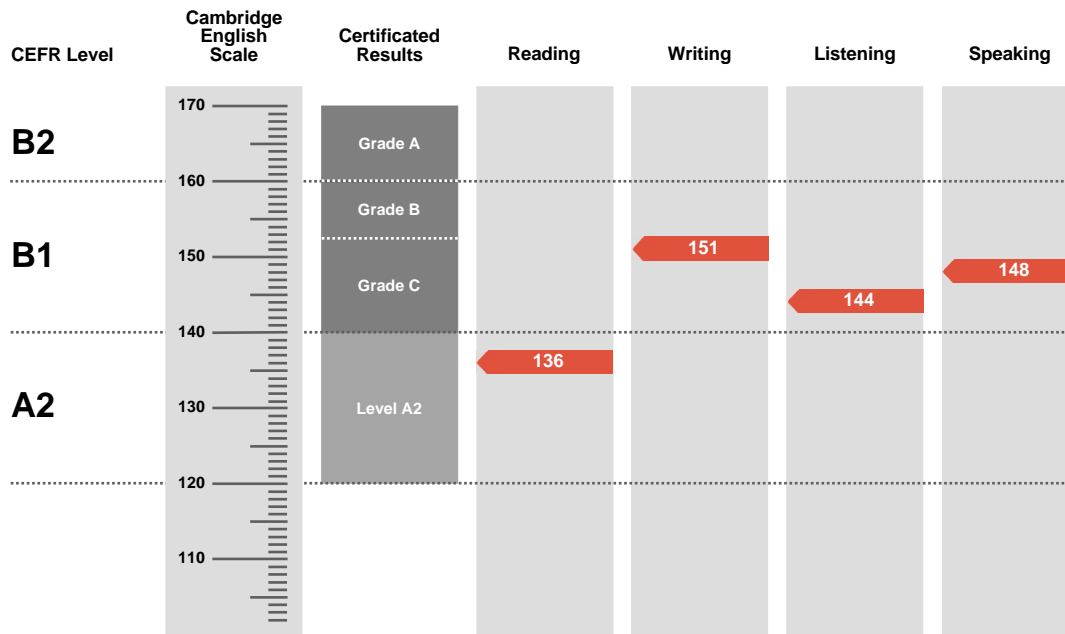 CEFR Level
Cambridge
English
Scale
Certificated
Results
Reading
Writing
Listening
Speaking
170
B2
Grade A
160
Grade B
B1
150
151
148
Grade C
144
140
136
A2
130
Level A2
120
110